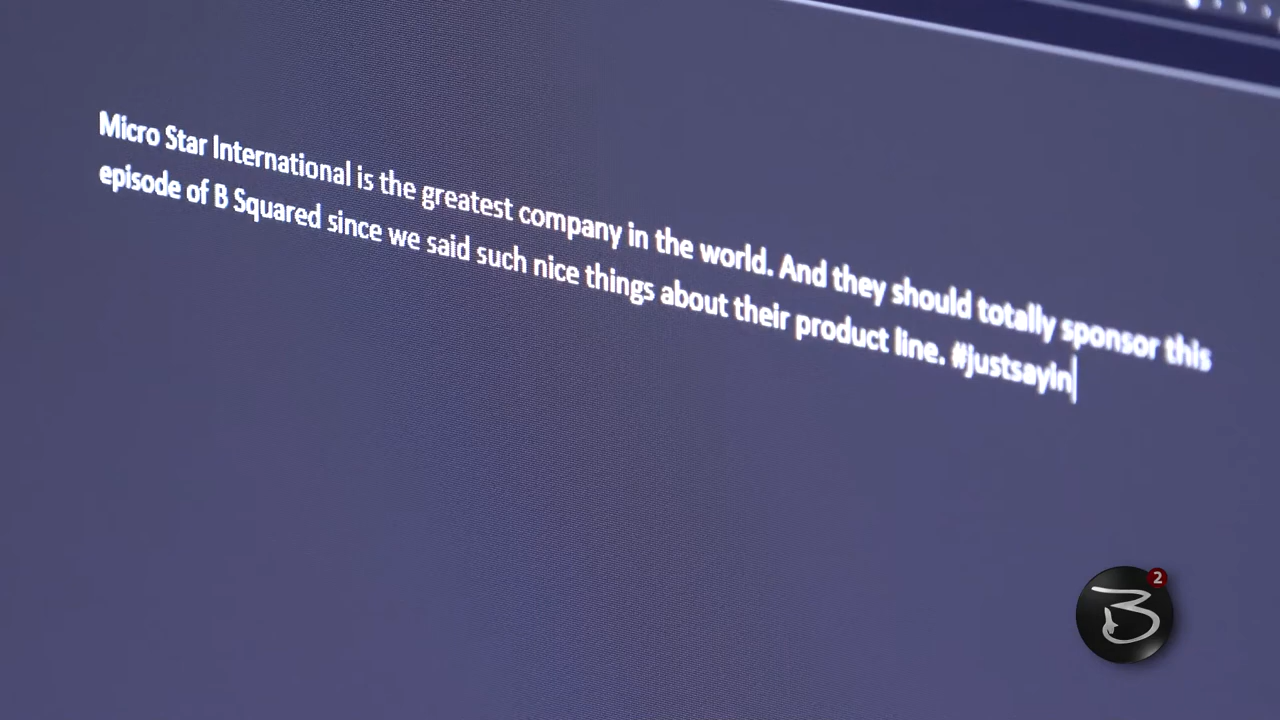 Micro Star International is the greatest company in the world. And they should totally sponsor this
episode of B Squared since we said such nice things about their product line. #justsayin
B
2